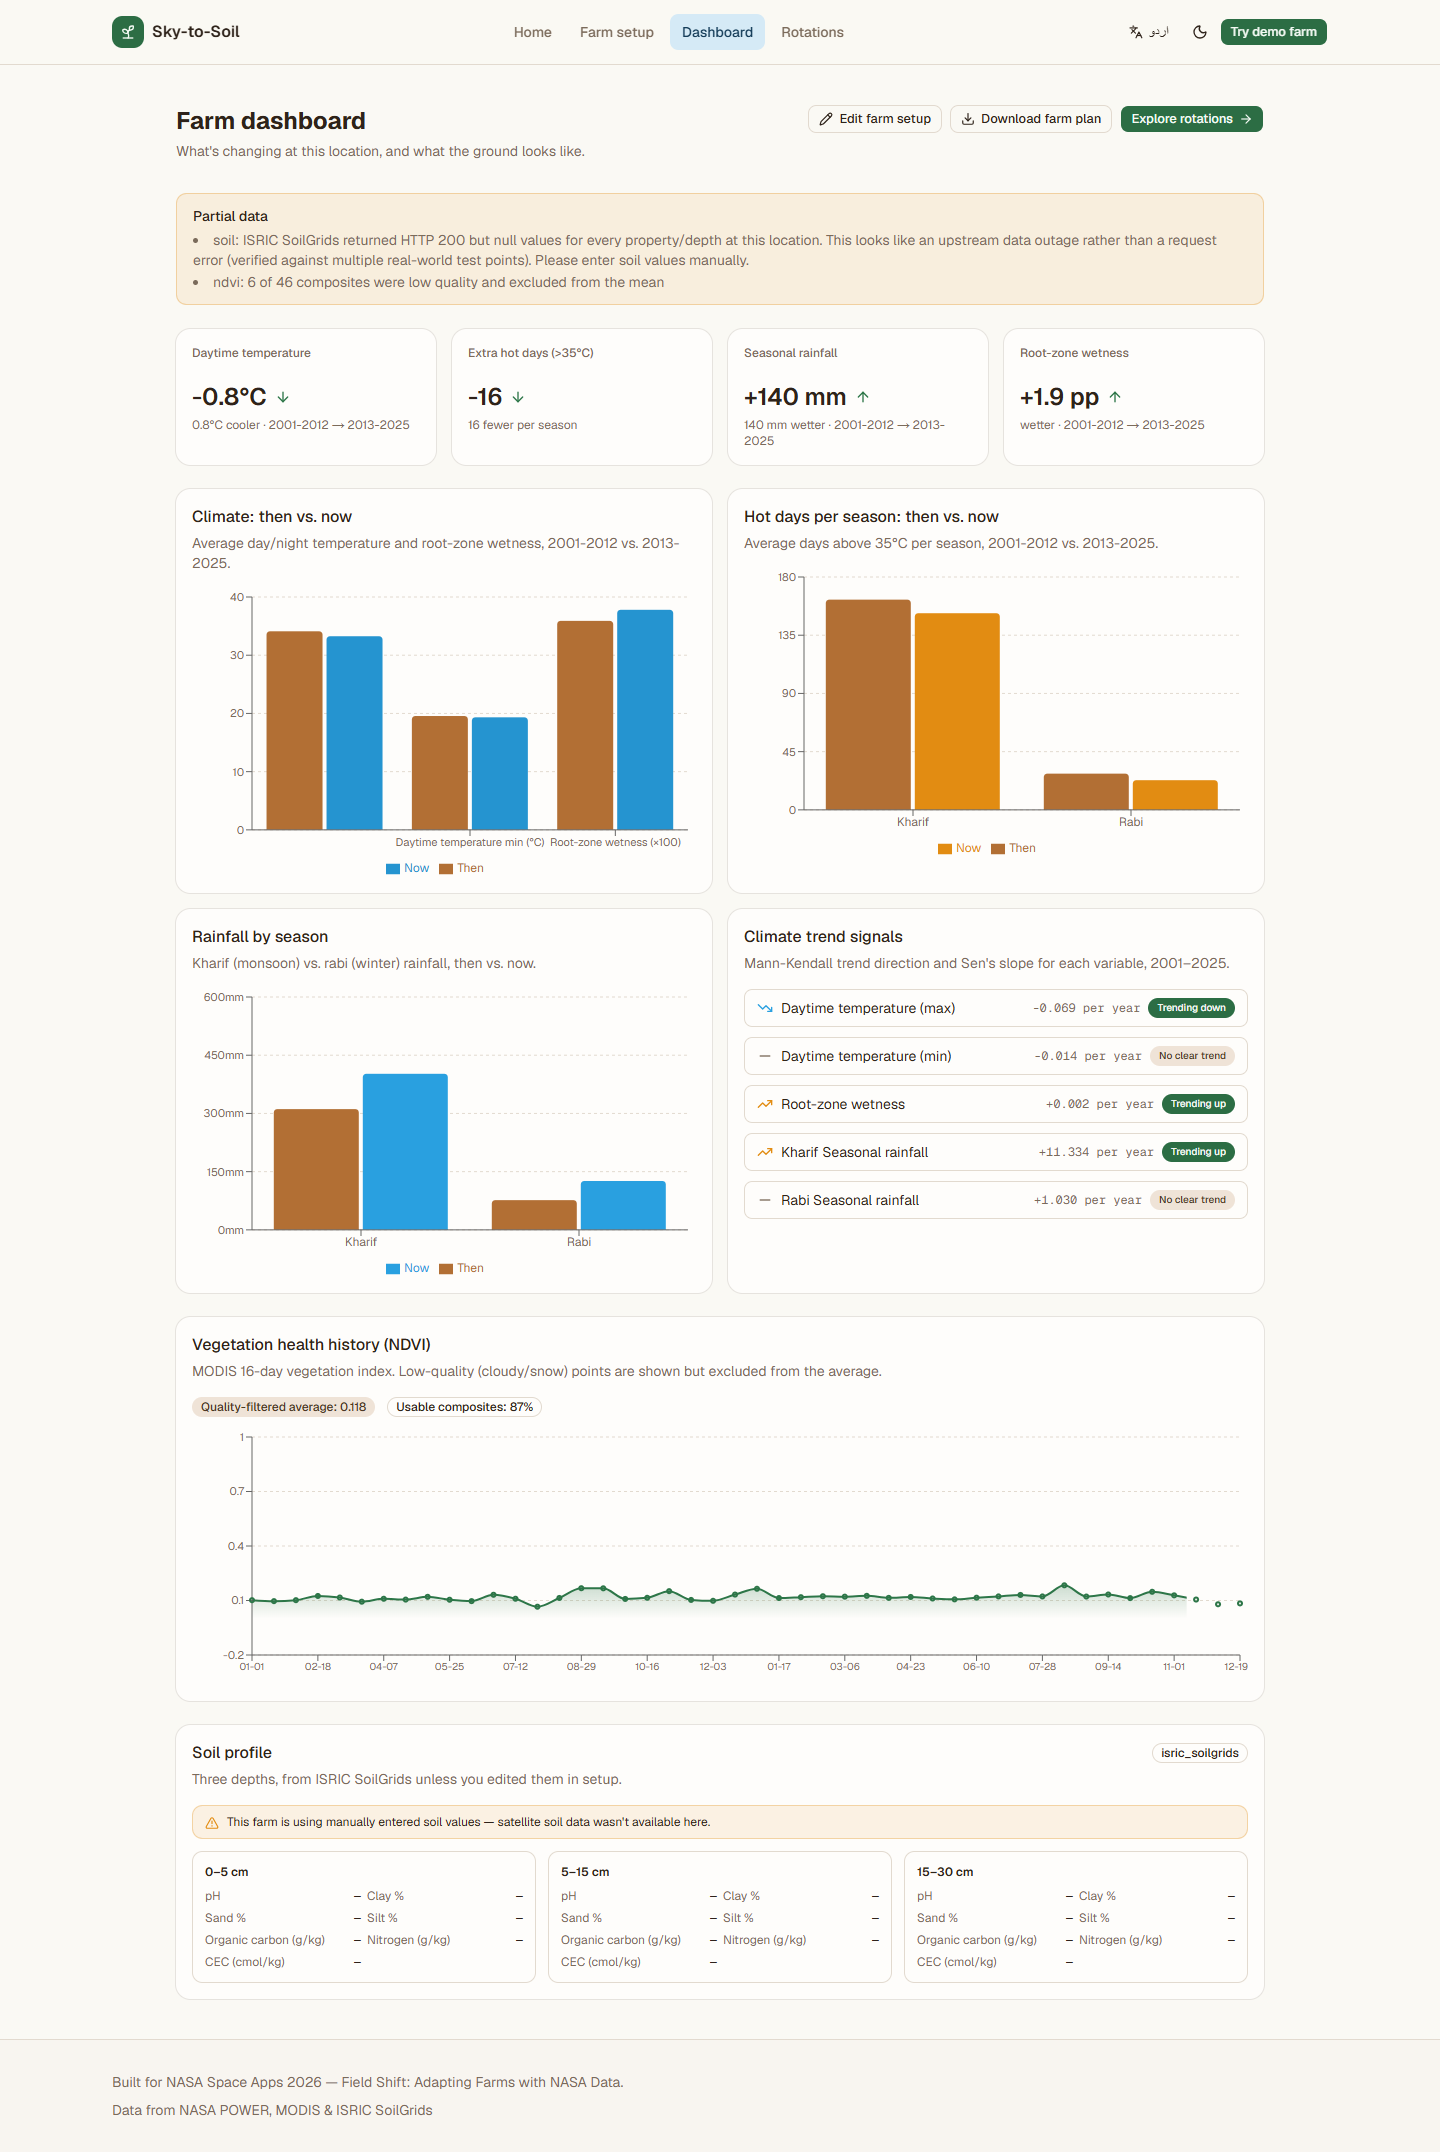 Sky-to-Soil
Home
Farm setup
Dashboard
Rotations
اردو
Try demo farm
Farm dashboard
Edit farm setup
Download farm plan
Explore rotations
What's changing at this location, and what the ground looks like.
Partial data
• soil: ISRIC SoilGrids returned HTTP 200 but null values for every property/depth at this location. This looks like an upstream data outage rather than a request
error (verified against multiple real-world test points). Please enter soil values manually.
• ndvi: 6 of 46 composites were low quality and excluded from the mean
Daytime temperature
-0.8°C ↓
0.8°C cooler · 2001-2012 → 2013-2025
Extra hot days (>35°C)
-16 ↓
16 fewer per season
Seasonal rainfall
+140 mm ↑
140 mm wetter · 2001-2012 → 2013-
2025
Root-zone wetness
+1.9 pp ↑
wetter · 2001-2012 → 2013-2025
Climate: then vs. now
Average day/night temperature and root-zone wetness, 2001-2012 vs. 2013-
2025.
40
30
20
10
0
Daytime temperature min (°C)
Root-zone wetness (×100)
Now
Then
Hot days per season: then vs. now
Average days above 35°C per season, 2001-2012 vs. 2013-2025.
180
135
90
45
0
Kharif
Rabi
Now
Then
Rainfall by season
Kharif (monsoon) vs. rabi (winter) rainfall, then vs. now.
600mm
450mm
300mm
150mm
0mm
Kharif
Rabi
Now
Then
Climate trend signals
Mann-Kendall trend direction and Sen's slope for each variable, 2001–2025.
Daytime temperature (max) -0.069 per year Trending down
Daytime temperature (min) -0.014 per year No clear trend
Root-zone wetness +0.002 per year Trending up
Kharif Seasonal rainfall +11.334 per year Trending up
Rabi Seasonal rainfall +1.030 per year No clear trend
Vegetation health history (NDVI)
MODIS 16-day vegetation index. Low-quality (cloudy/snow) points are shown but excluded from the average.
Quality-filtered average: 0.118
Usable composites: 87%
1
0.7
0.4
0.1
-0.2
01-01 02-18 04-07 05-25 07-12 08-29 10-16 12-03 01-17 03-06 04-23 06-10 07-28 09-14 11-01 12-19
Soil profile
isric_soilgrids
Three depths, from ISRIC SoilGrids unless you edited them in setup.
This farm is using manually entered soil values — satellite soil data wasn't available here.
0–5 cm
pH – Clay % –
Sand % – Silt % –
Organic carbon (g/kg) – Nitrogen (g/kg) –
CEC (cmol/kg) –
5–15 cm
pH – Clay % –
Sand % – Silt % –
Organic carbon (g/kg) – Nitrogen (g/kg) –
CEC (cmol/kg) –
15–30 cm
pH – Clay % –
Sand % – Silt % –
Organic carbon (g/kg) – Nitrogen (g/kg) –
CEC (cmol/kg) –
Built for NASA Space Apps 2026 — Field Shift: Adapting Farms with NASA Data.
Data from NASA POWER, MODIS & ISRIC SoilGrids